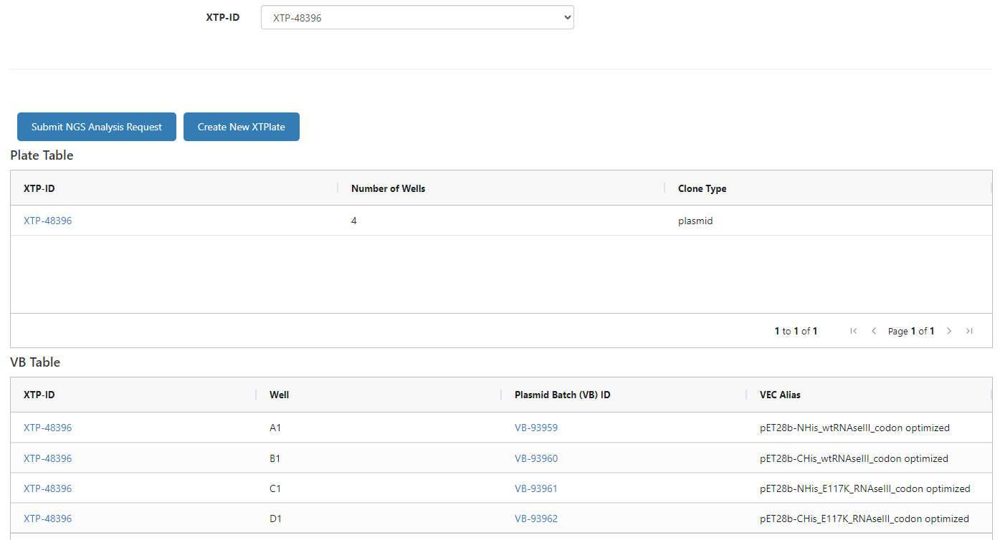 XTP-ID XTP-48396
Submit NGS Analysis Request Create New XTPlate
Plate Table
XTP-ID Number of Wells Clone Type
XTP-48396 4 plasmid
1 to 1 of 1 Page 1 of 1
VB Table
XTP-ID Well Plasmid Batch (VB) ID VEC Alias
XTP-48396 A1 VB-93959 pET28b-NHis_wtRNAseIII_codon optimized
XTP-48396 B1 VB-93960 pET28b-CHis_wtRNAseIII_codon optimized
XTP-48396 C1 VB-93961 pET28b-NHis_E117K_RNAseIII_codon optimized
XTP-48396 D1 VB-93962 pET28b-CHis_E117K_RNAseIII_codon optimized